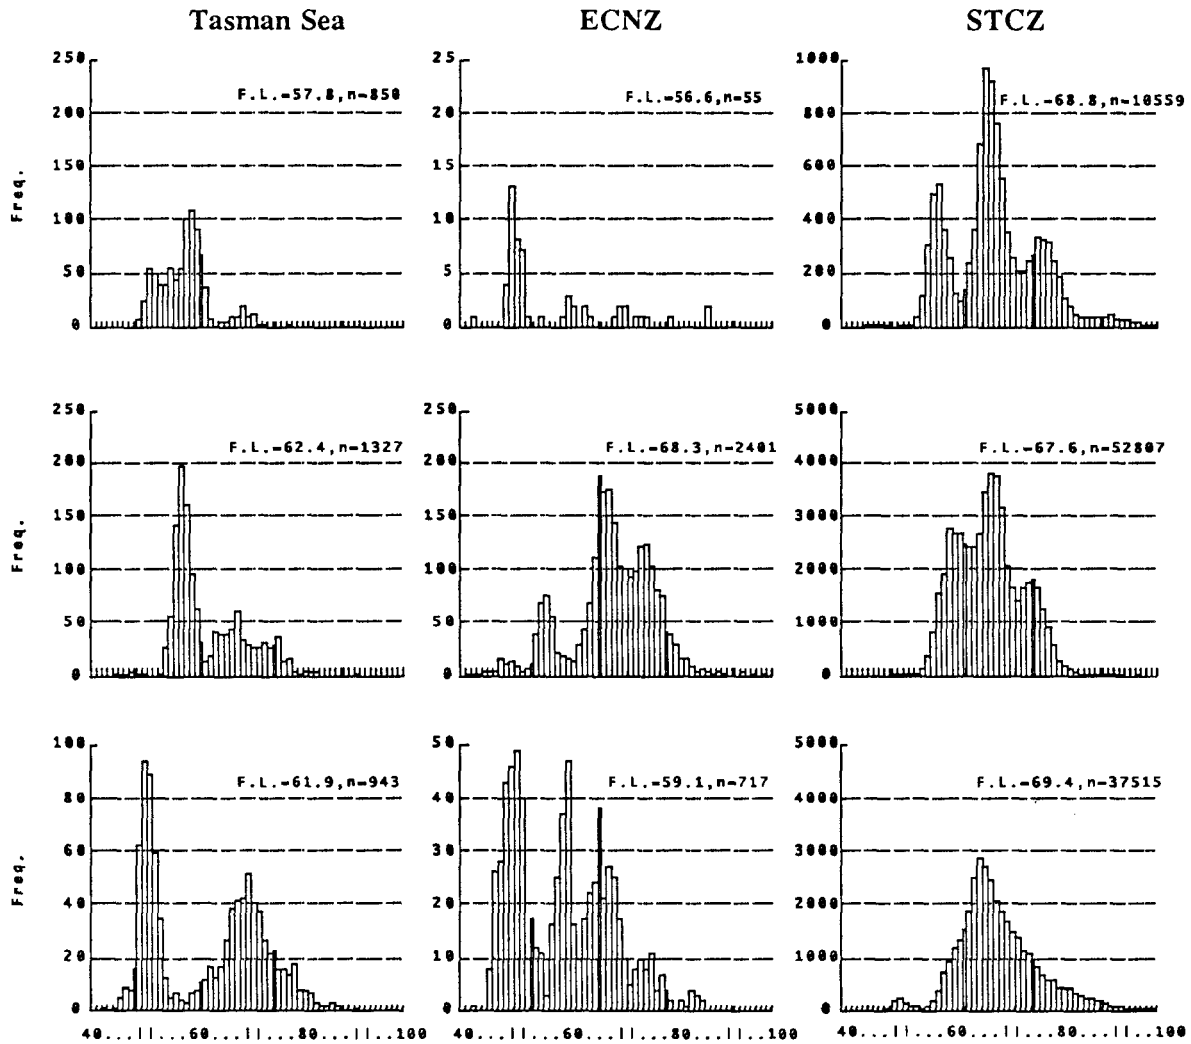 Tasman Sea ECNZ STCZ
250 25 1000
F.L.=57.8,n=850 F.L.=56.6,n=55 F.L.=68.8,n=10559
200 20 800
150 15 600
Freq.
100 10 400
50 5 200
0 0 0
250 250 5000
F.L.=62.4,n=1327 F.L.=68.3,n=2401 F.L.=67.6,n=52807
200 200 4000
150 150 3000
Freq.
100 100 2000
50 50 1000
0 0 0
100 50 5000
F.L.=61.9,n=943 F.L.=59.1,n=717 F.L.=69.4,n=37515
80 40 4000
60 30 3000
Freq.
40 20 2000
20 10 1000
0 0 0
40...||...60...||...80...||..100 40...||...60...||...80...||..100 40...||...60...||...80...||..100